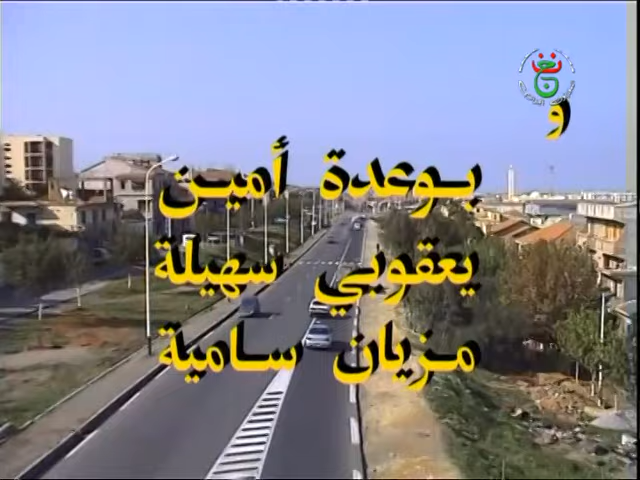 و
بوعدة أمين
يعقوبي سهيلة
مزيان سامية